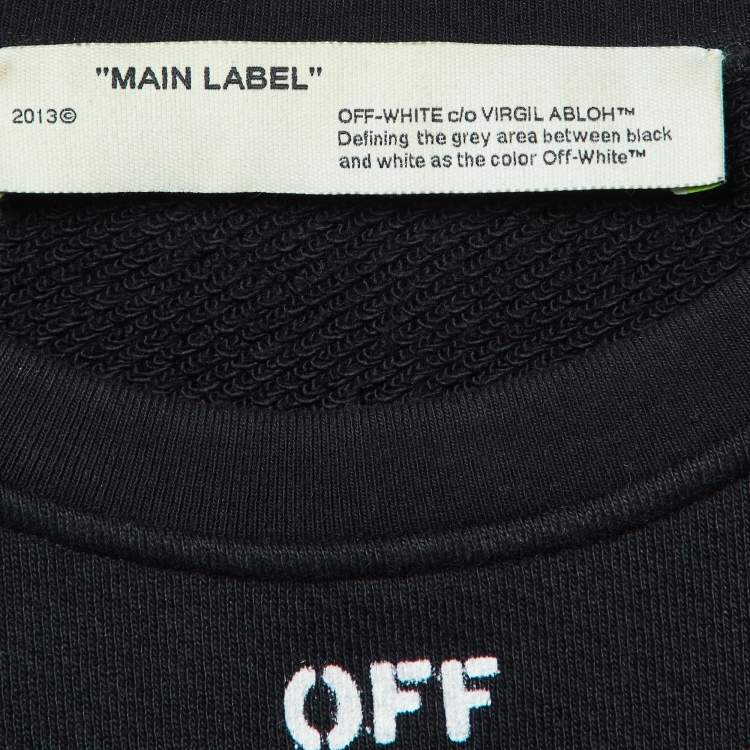 "MAIN LABEL"
2013©
OFF-WHITE c/o VIRGIL ABLOH™
Defining the grey area between black
and white as the color Off-White™
OFF